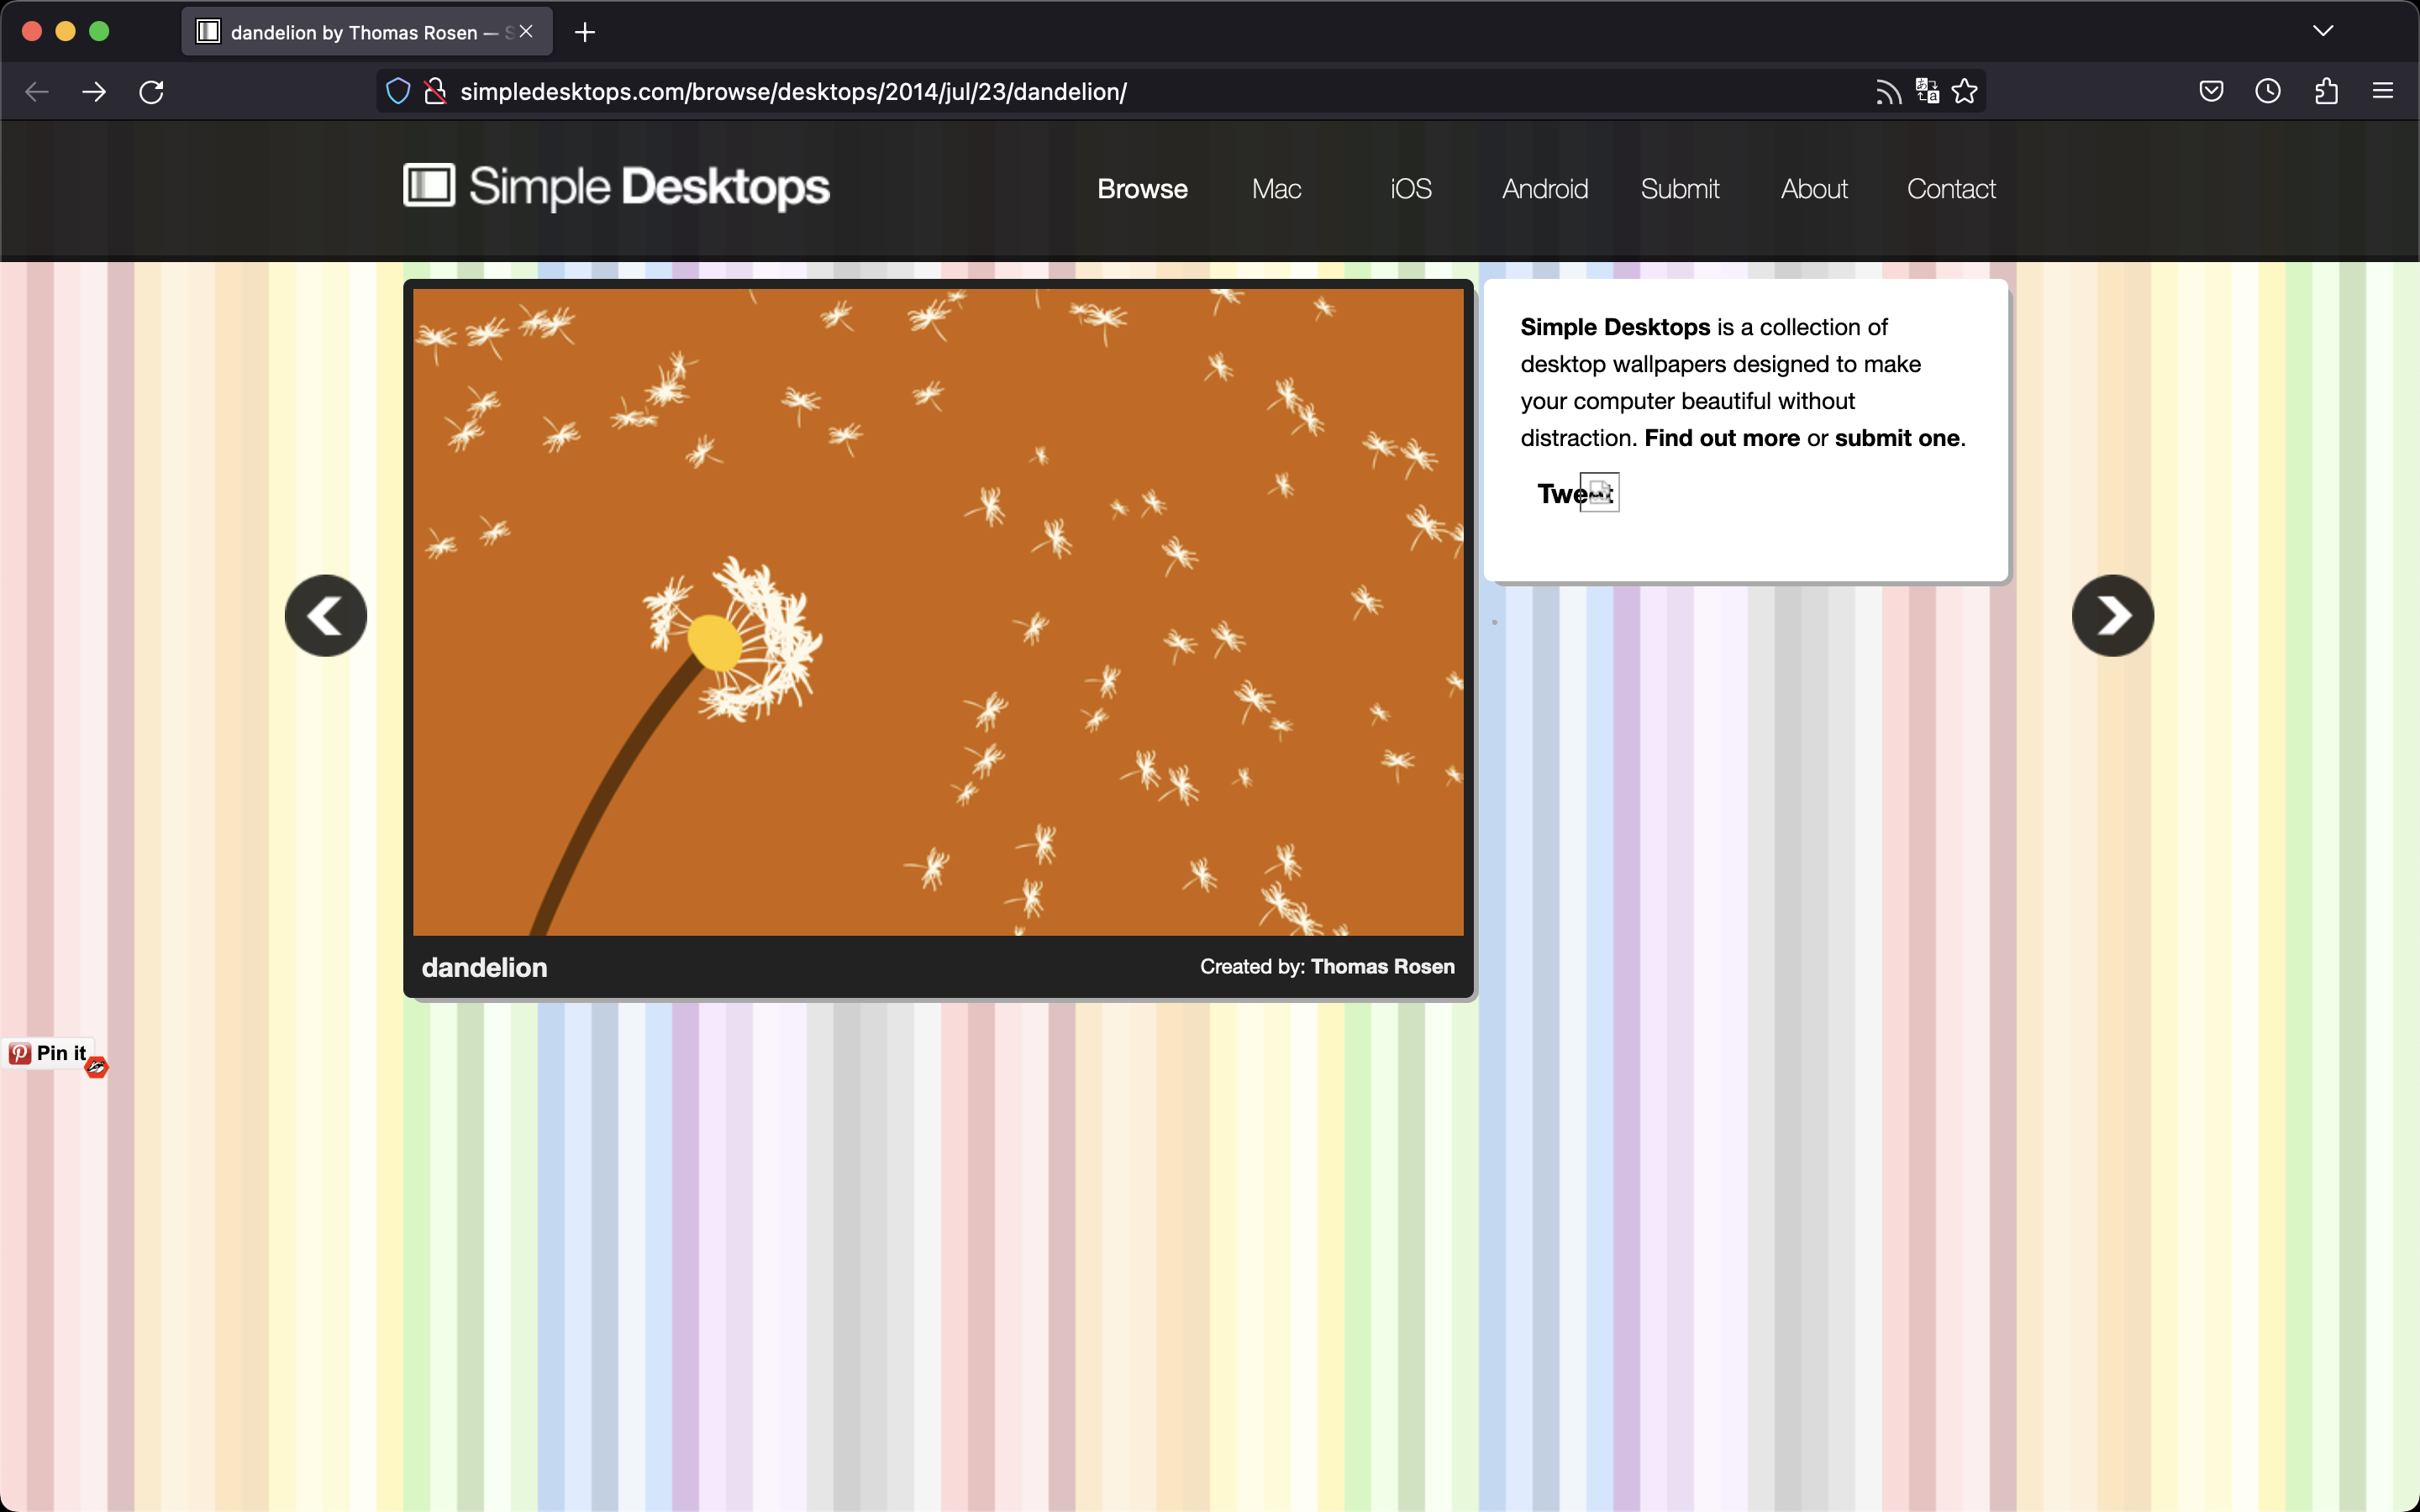 dandelion by Thomas Rosen — S
simpledesktops.com/browse/desktops/2014/jul/23/dandelion/
Simple Desktops
Browse
Mac
iOS
Android
Submit
About
Contact
Simple Desktops is a collection of
desktop wallpapers designed to make
your computer beautiful without
distraction. Find out more or submit one.
Tweet
dandelion
Created by: Thomas Rosen
Pin it